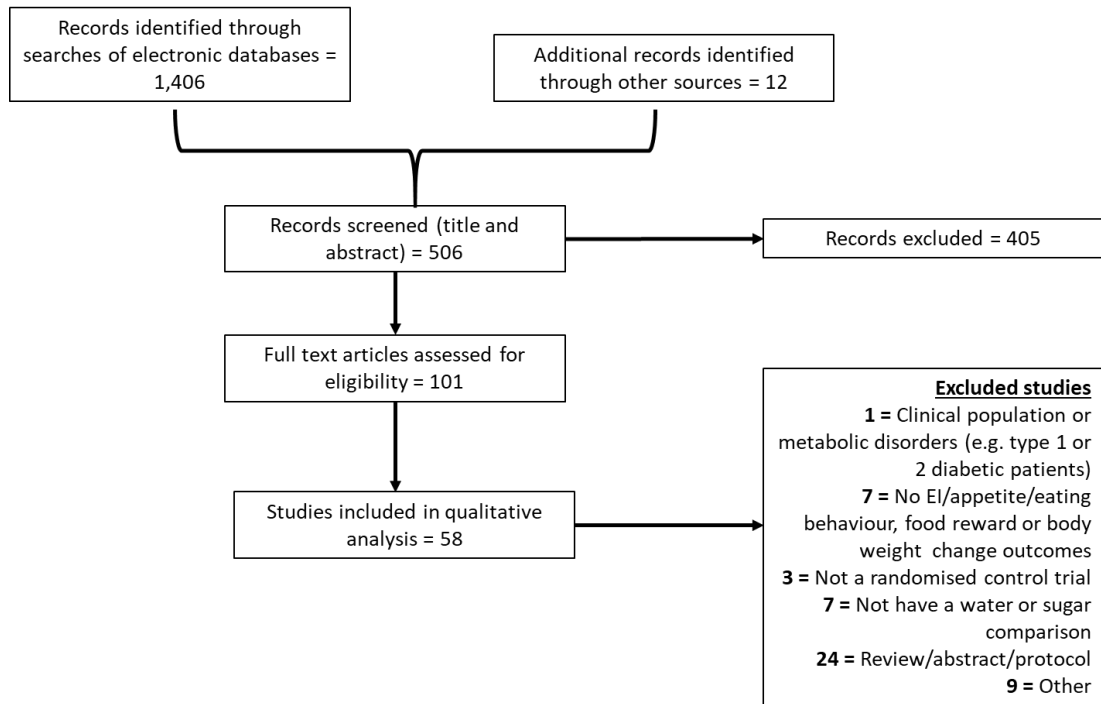 Records identified through
searches of electronic databases =
1,406
Additional records identified
through other sources = 12
Records screened (title and
abstract) = 506
Records excluded = 405
Full text articles assessed for
eligibility = 101
Studies included in qualitative
analysis = 58
Excluded studies
1 = Clinical population or
metabolic disorders (e.g. type 1 or
2 diabetic patients)
7 = No EI/appetite/eating
behaviour, food reward or body
weight change outcomes
3 = Not a randomised control trial
7 = Not have a water or sugar
comparison
24 = Review/abstract/protocol
9 = Other